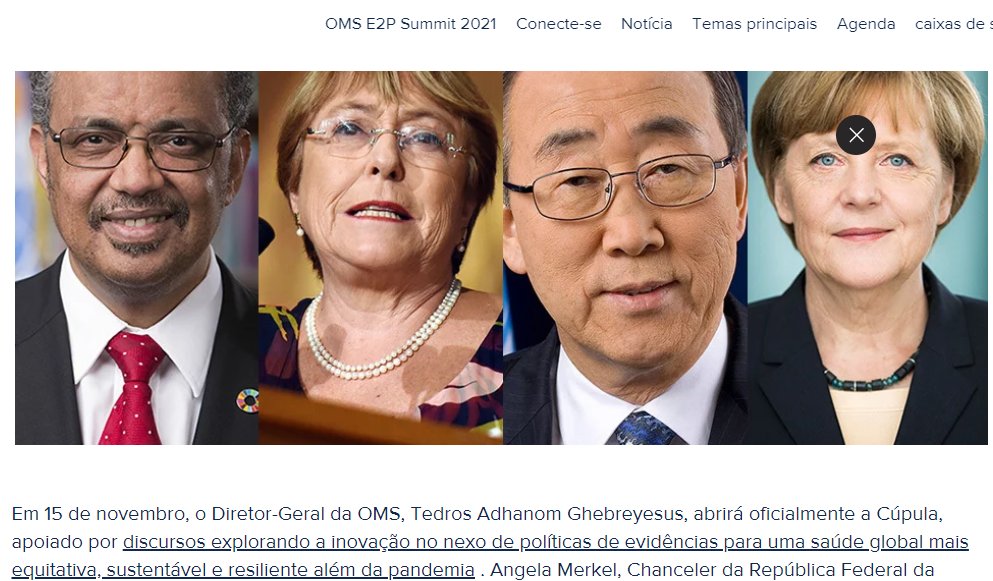 OMS E2P Summit 2021 Conecte-se Notícia Temas principais Agenda caixas de s
Em 15 de novembro, o Diretor-Geral da OMS, Tedros Adhanom Ghebreyesus, abrirá oficialmente a Cúpula,
apoiado por discursos explorando a inovação no nexo de políticas de evidências para uma saúde global mais
equitativa, sustentável e resiliente além da pandemia . Angela Merkel, Chanceler da República Federal da